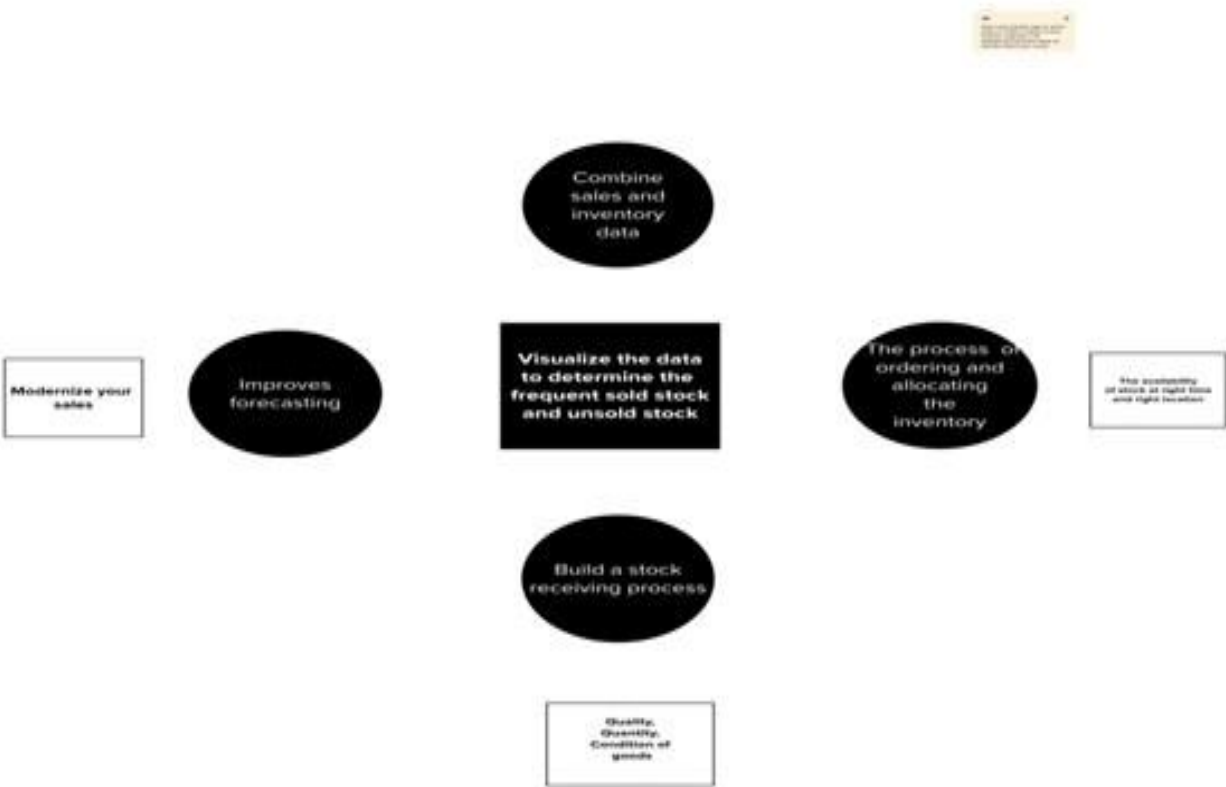 Combine
sales and
inventory
data
Modernize your
sales
Improves
forecasting
Visualize the data
to determine the
frequent sold stock
and unsold stock
The process of
ordering and
allocating
the
inventory
The availability
of stock at right time
and right location
Build a stock
receiving process
Quality,
Quantity,
Condition of
goods